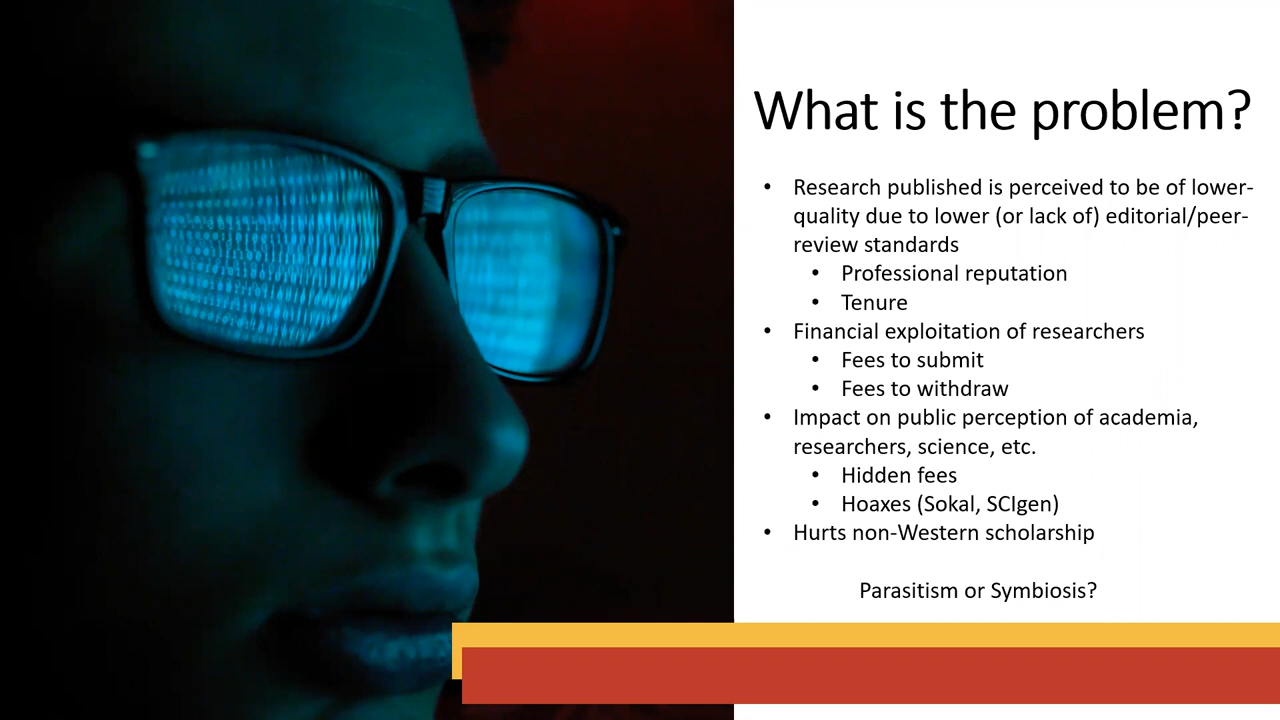 What is the problem?
• Research published is perceived to be of lower-
quality due to lower (or lack of) editorial/peer-
review standards
• Professional reputation
• Tenure
• Financial exploitation of researchers
• Fees to submit
• Fees to withdraw
• Impact on public perception of academia,
researchers, science, etc.
• Hidden fees
• Hoaxes (Sokal, SCIgen)
• Hurts non-Western scholarship
Parasitism or Symbiosis?